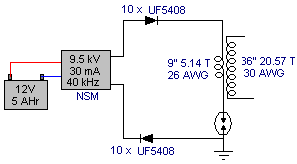 10 x UF5408
9.5 kV
30 mA
40 kHz
NSM
12V
5 AHr
9" 5.14 T
26 AWG
36" 20.57 T
30 AWG
10 x UF5408